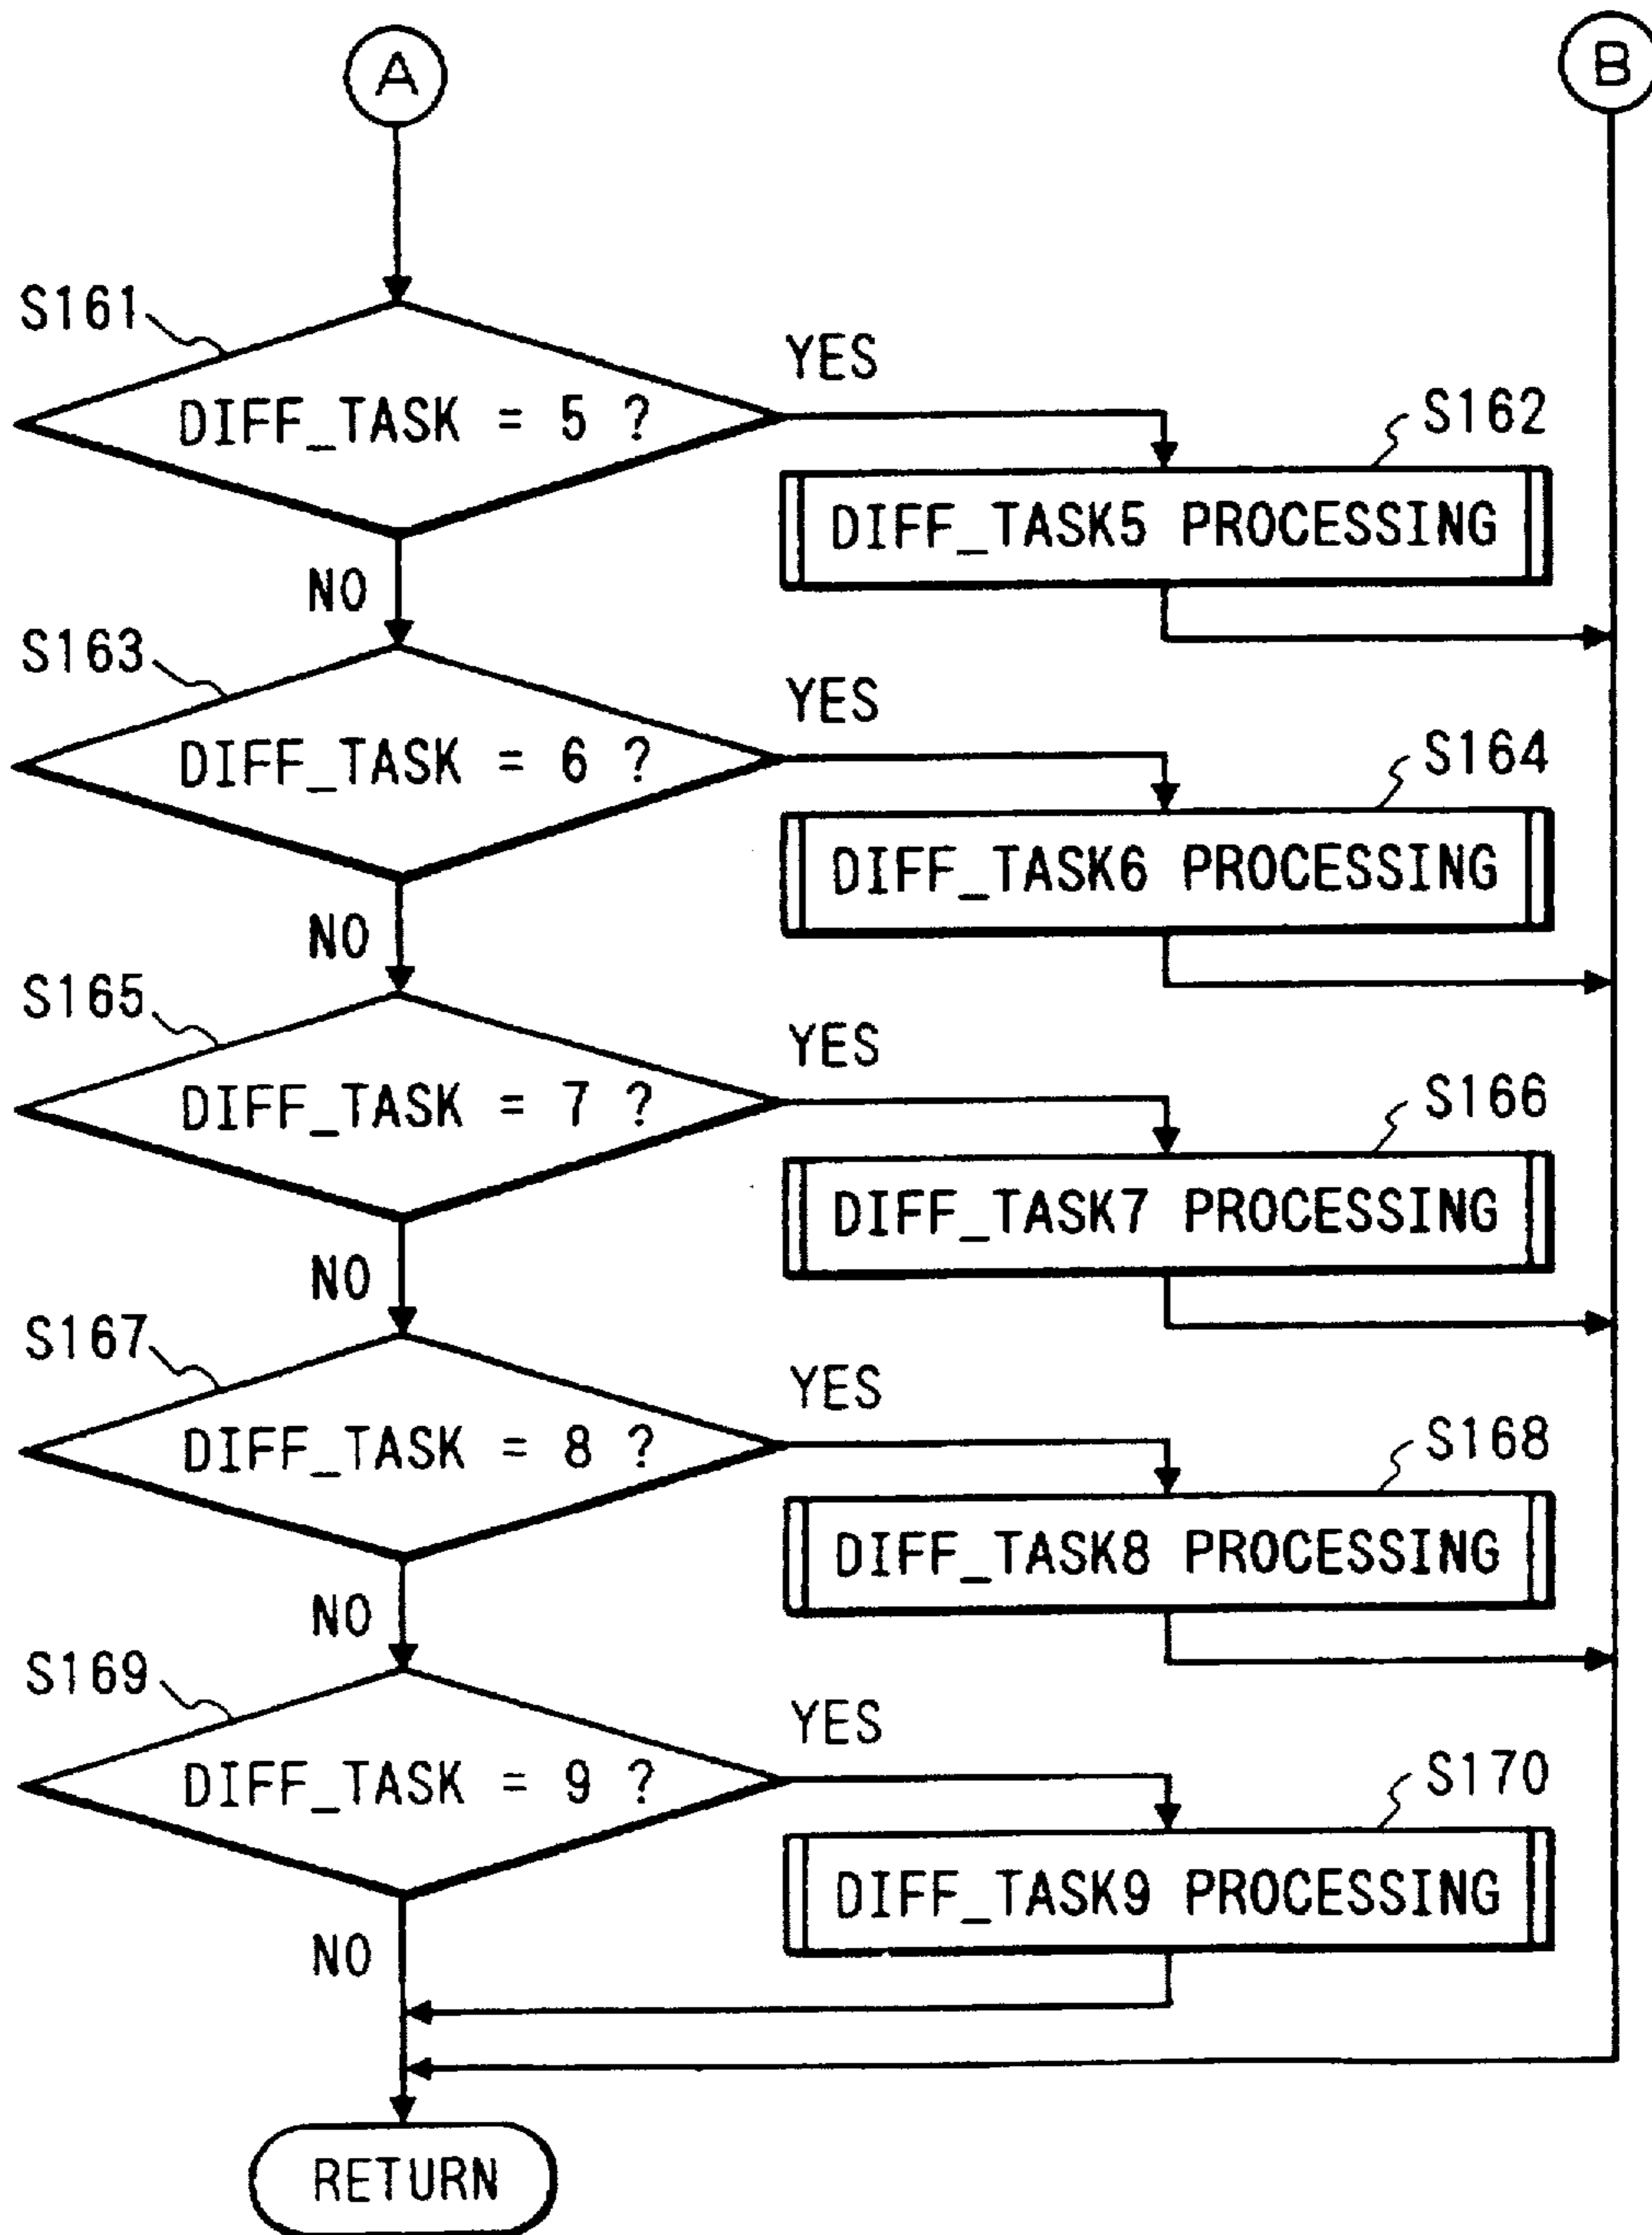 A
B
S161
DIFF_TASK = 5 ?
YES
S162
DIFF_TASK5 PROCESSING
NO
S163
DIFF_TASK = 6 ?
YES
S164
DIFF_TASK6 PROCESSING
NO
S165
DIFF_TASK = 7 ?
YES
S166
DIFF_TASK7 PROCESSING
NO
S167
DIFF_TASK = 8 ?
YES
S168
DIFF_TASK8 PROCESSING
NO
S169
DIFF_TASK = 9 ?
YES
S170
DIFF_TASK9 PROCESSING
NO
RETURN